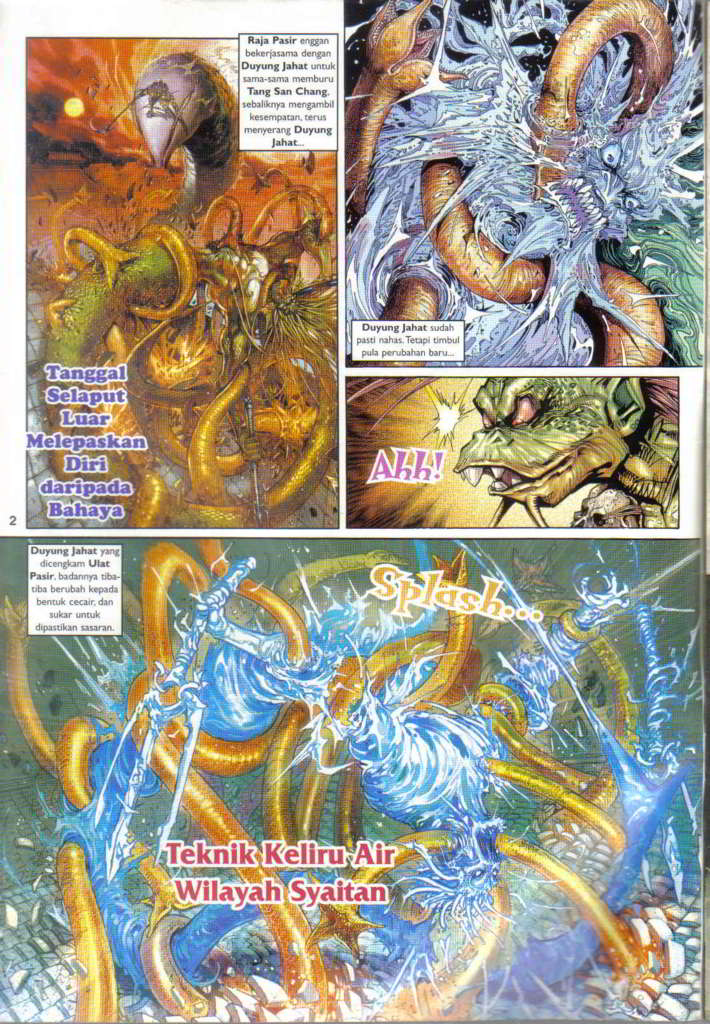 Raja Pasir enggan
bekerjasama dengan
Duyung Jahat untuk
sama-sama memburu
Tang San Chang,
sebaliknya mengambil
kesempatan, terus
menyerang Duyung
Jahat...
Tanggal
Selaput
Luar
Melepaskan
Diri
daripada
Bahaya
Duyung Jahat sudah
pasti nahas. Tetapi timbul
pula perubahan baru...
Ahh!
2
Duyung Jahat yang
dicengkam Ulat
Pasir, badannya tiba-
tiba berubah kepada
bentuk cecair, dan
sukar untuk
dipastikan sasaran.
Splash...
Teknik Keliru Air
Wilayah Syaitan